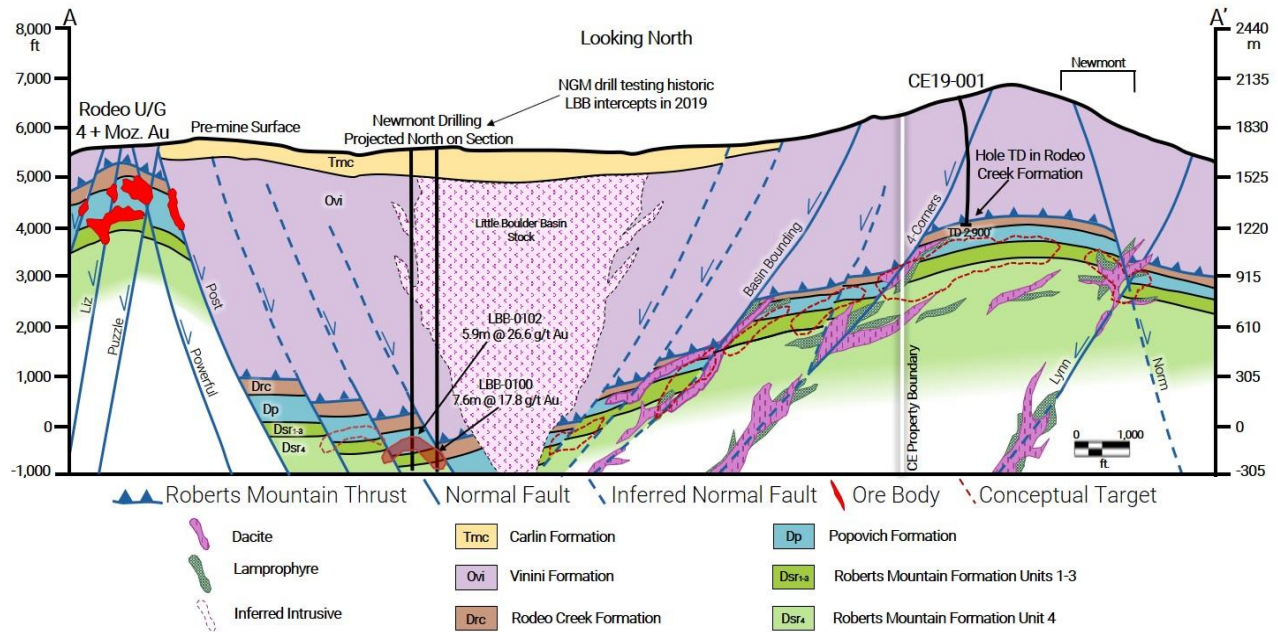 A
A'
8,000
ft
7,000
6,000
5,000
4,000
3,000
2,000
1,000
0
-1,000
2440
m
2135
1830
1525
1220
915
610
305
0
-305
Looking North
NGM drill testing historic
LBB intercepts in 2019
CE19-001
Newmont
Rodeo U/G
4 + Moz. Au
Pre-mine Surface
Newmont Drilling
Projected North on Section
Tmc
Ovi
Little Boulder Basin
Stock
Hole TD in Rodeo
Creek Formation
TD 2,900'
Basin Bounding
4-Corners
Liz
Puzzle
Powerful
Post
LBB-0102
5.9m @ 26.6 g/t Au
LBB-0100
7.6m @ 17.8 g/t Au
Drc
Dp
Dsr1-3
Dsr4
CE Property Boundary
Lynn
Norm
0 1,000
ft.
Roberts Mountain Thrust
Normal Fault
Inferred Normal Fault
Ore Body
Conceptual Target
Dacite
Lamprophyre
Inferred Intrusive
Tmc Carlin Formation
Ovi Vinini Formation
Drc Rodeo Creek Formation
Dp Popovich Formation
Dsr1-3 Roberts Mountain Formation Units 1-3
Dsr4 Roberts Mountain Formation Unit 4